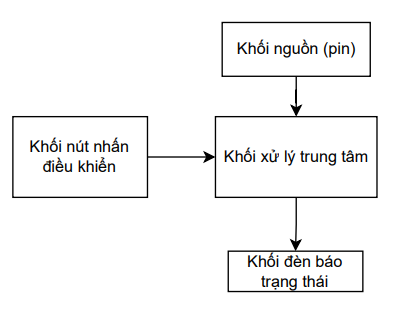 Khối nguồn (pin)
Khối nút nhấn
điều khiển
Khối xử lý trung tâm
Khối đèn báo
trạng thái